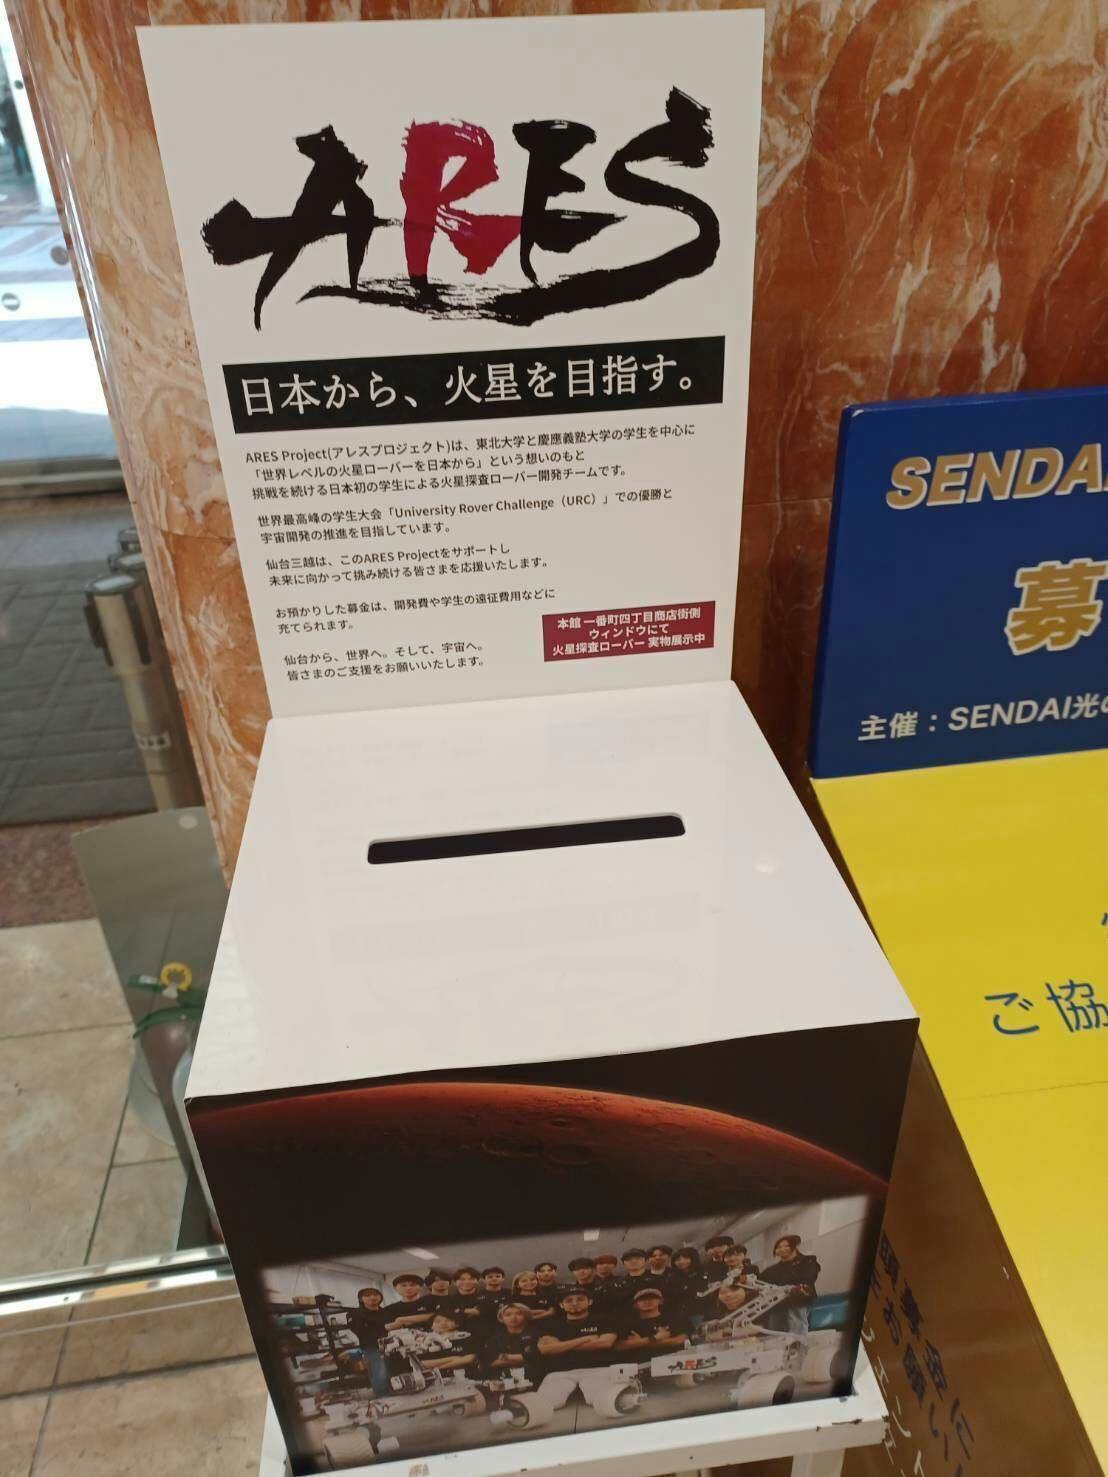 ARES
日本から、火星を目指す。
ARES Project(アレスプロジェクト)は、東北大学と慶應義塾大学の学生を中心に
「世界レベルの火星ローバーを日本から」という想いのもと
挑戦を続ける日本初の学生による火星探査ローバー開発チームです。
世界最高峰の学生大会「University Rover Challenge（URC）」での優勝と
宇宙開発の推進を目指しています。
仙台三越は、このARES Projectをサポートし
未来に向かって挑み続ける皆さまを応援いたします。
お預かりした募金は、開発費や学生の遠征費用などに
充てられます。
仙台から、世界へ。そして、宇宙へ。
皆さまのご支援をお願いいたします。
本館 一番町四丁目商店街側
ウィンドウにて
火星探査ローバー 実物展示中
SENDAI
募
主催：SENDAI光の
ご協
ARES